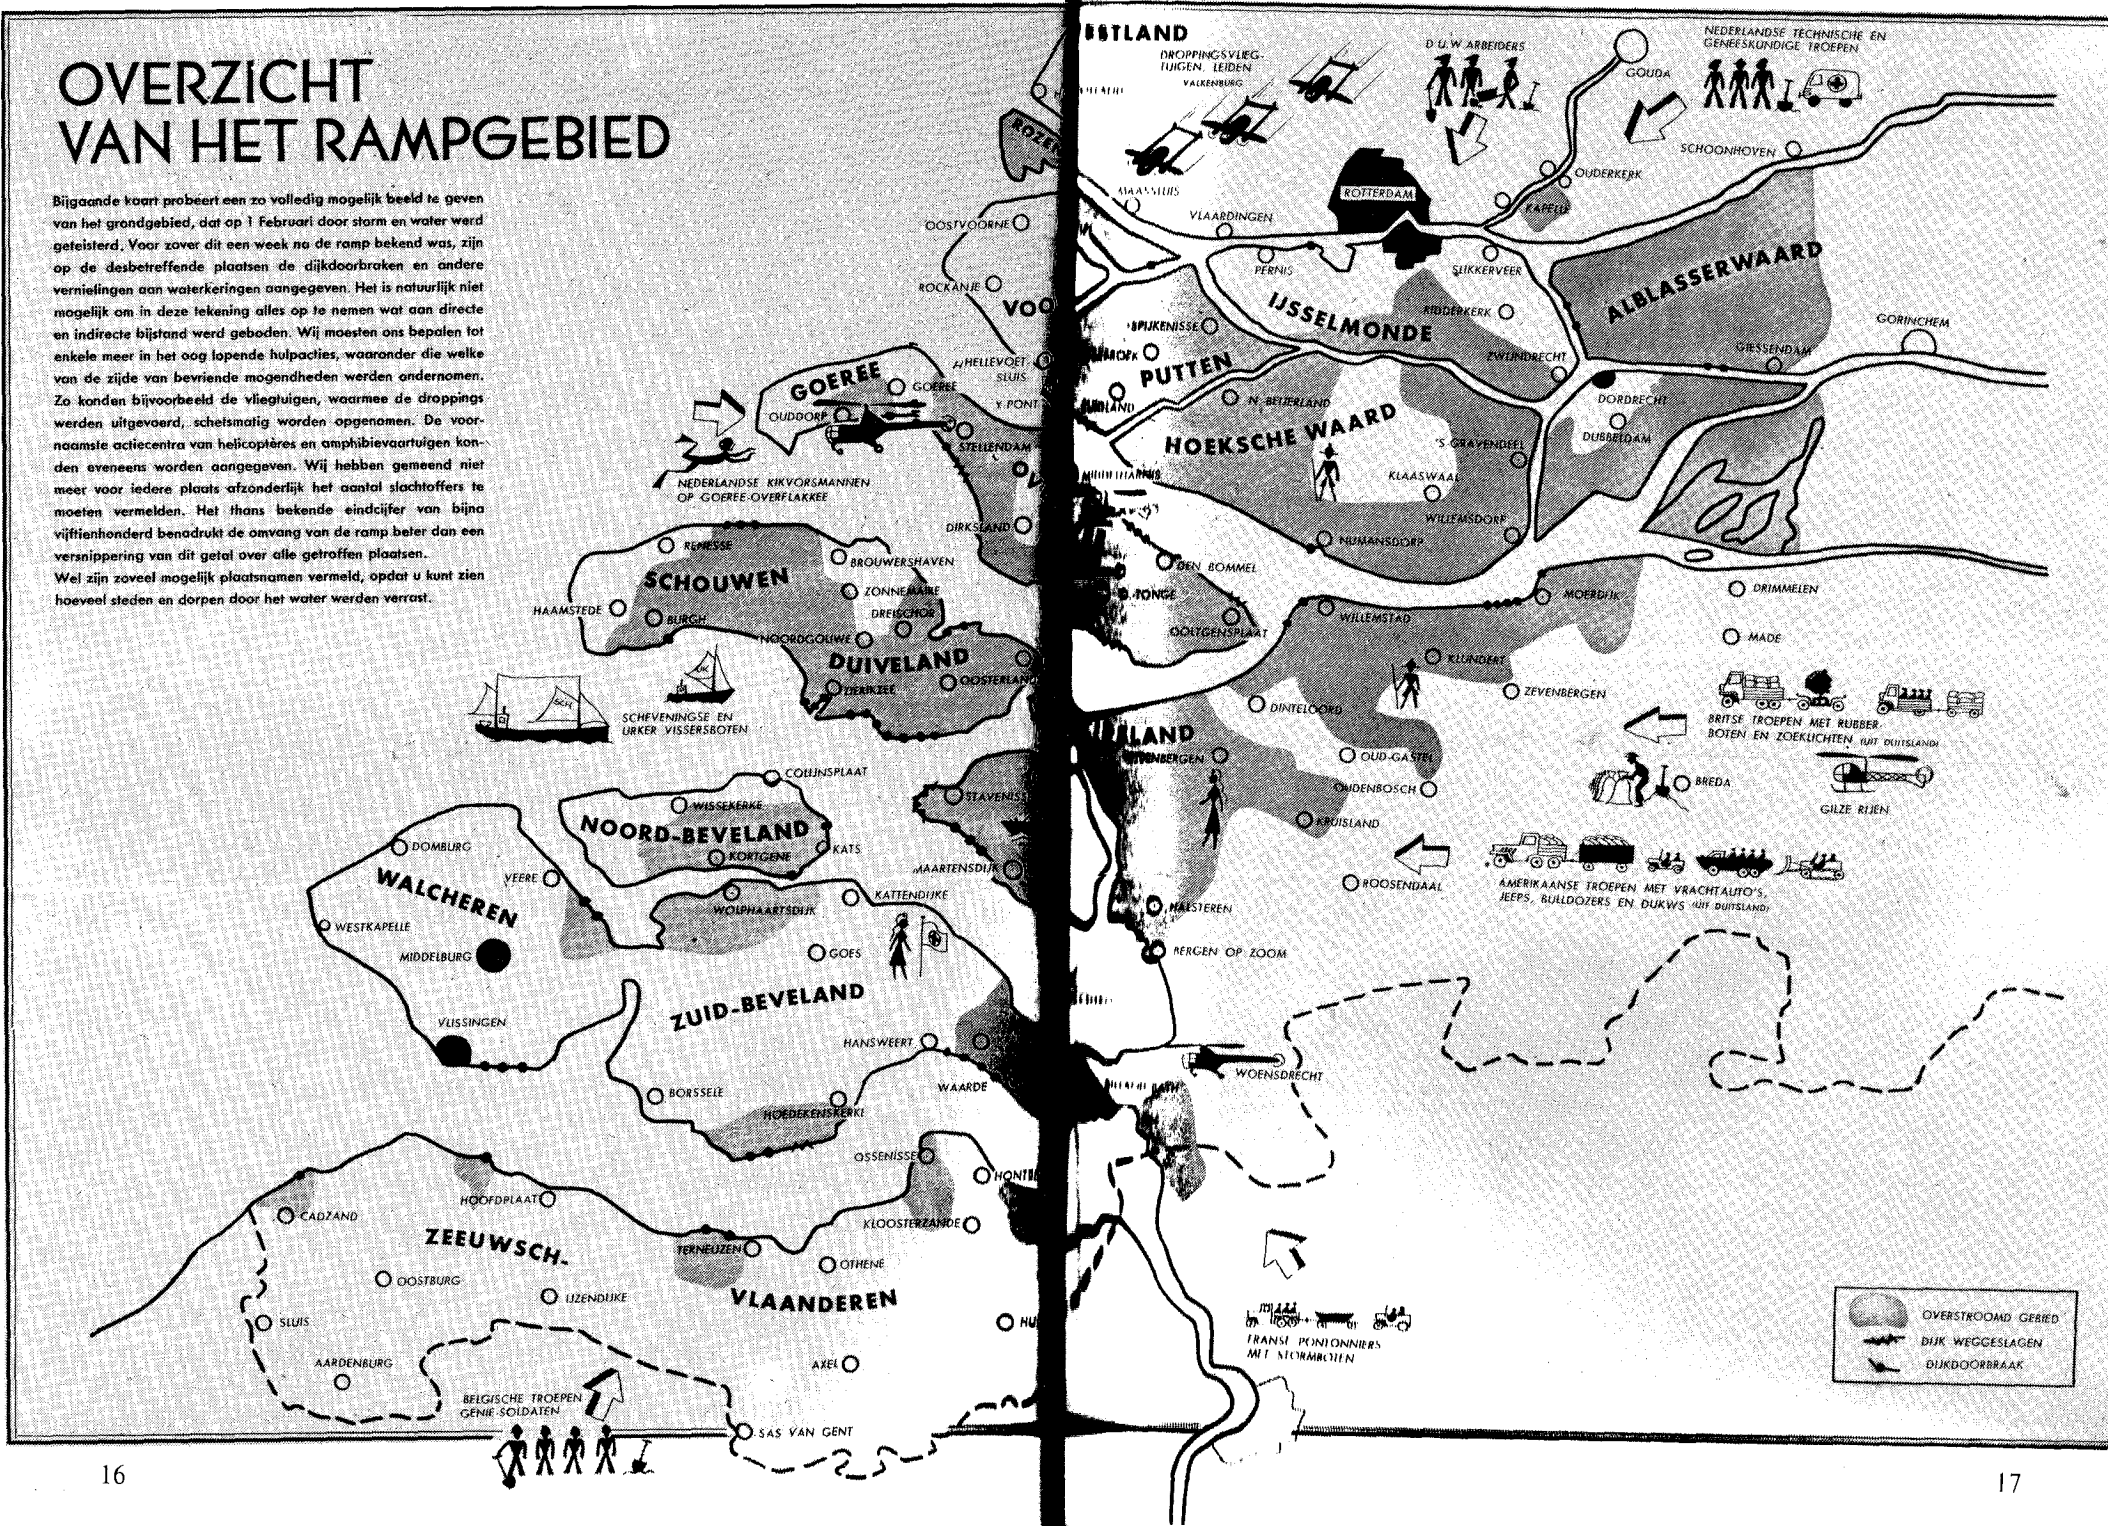 OVERZICHT
VAN HET RAMPGEBIED
Bijgaande kaart probeert een zo volledig mogelijk beeld te geven
van het grondgebied, dat op 1 Februari door storm en water werd
geteisterd. Voor zover dit een week na de ramp bekend was, zijn
op de desbetreffende plaatsen de dijkdoorbraken en andere
vernielingen aan waterkeringen aangegeven. Het is natuurlijk niet
mogelijk om in deze tekening alles op te nemen wat aan directe
en indirecte bijstand werd geboden. Wij moesten ons bepalen tot
enkele meer in het oog lopende hulpacties, waaronder die welke
van de zijde van bevriende mogendheden werden ondernomen.
Zo konden bijvoorbeeld de vliegtuigen, waarmee de droppings
werden uitgevoerd, schetsmatig worden opgenomen. De voor-
naamste actiecentra van helicoptères en amphibievaartuigen kon-
den eveneens worden aangegeven. Wij hebben gemeend niet
meer voor iedere plaats afzonderlijk het aantal slachtoffers te
moeten vermelden. Het thans bekende eindcijfer van bijna
vijftienhonderd benadrukt de omvang van de ramp beter dan een
versnippering van dit getal over alle getroffen plaatsen.
Wel zijn zoveel mogelijk plaatsnamen vermeld, opdat u kunt zien
hoeveel steden en dorpen door het water werden verrast.
OOSTVOORNE
ROCKANJE
VOO
HELLEVOET
SLUIS
GOEREE
GOEREE
OUDDORP
STELLENDAM
NEDERLANDSE KIKVORSMANNEN
OP GOEREE-OVERFLAKKEE
DIRKSLAND
RENESSE
BROUWERSHAVEN
SCHOUWEN
ZONNEMAIRE
HAAMSTEDE
BURGH
DREISCHOR
NOORDGOUWE
DUIVELAND
ZIERIKZEE
OOSTERLAND
SCHEVENINGSE EN
URKER VISSERSBOTEN
COLIJNSPLAAT
WISSEKERKE
STAVENIS
NOORD-BEVELAND
KORTGENE
KATS
DOMBURG
VEERE
MAARTENSDIJK
WALCHEREN
WOLPHAARTSDIJK
KATTENDIJKE
WESTKAPELLE
MIDDELBURG
GOES
ZUID-BEVELAND
VLISSINGEN
HANSWEERT
WAARDE
BORSSELE
HOEDEKENSKERKE
OSSENISSE
HOOFDPLAAT
CADZAND
KLOOSTERZANDE
ZEEUWSCH-
TERNEUZEN
OTHENE
OOSTBURG
IJZENDIJKE
VLAANDEREN
SLUIS
HU
AARDENBURG
AXEL
BELGISCHE TROEPEN
GENIE-SOLDATEN
SAS VAN GENT
16
DROPPINGSVLIEG-
TUIGEN. LEIDEN
VALKENBURG
D.U.W ARBEIDERS
GOUDA
NEDERLANDSE TECHNISCHE EN
GENEESKUNDIGE TROEPEN
SCHOONHOVEN
OUDERKERK
MAASSLUIS
ROTTERDAM
VLAARDINGEN
KAPELLE
PERNIS
SLIKKERVEER
ALBLASSERWAARD
IJSSELMONDE
RIDDERKERK
SPIJKENISSE
GORINCHEM
ZWIJNDRECHT
GIESSENDAM
PUTTEN
N. BEIJERLAND
DORDRECHT
HOEKSCHE WAARD
DUBBELDAM
'S GRAVENDEEL
KLAASWAAL
WILLEMSDORP
NUMANSDORP
DEN BOMMEL
MOERDIJK
DRIMMELEN
OOLTGENSPLAAT
WILLEMSTAD
MADE
KLUNDERT
ZEVENBERGEN
DINTELOORD
BRITSE TROEPEN MET RUBBER-
BOTEN EN ZOEKLICHTEN (UIT DUITSLAND)
OUD-GASTEL
OUDENBOSCH
BREDA
GILZE RIJEN
KRUISLAND
ROOSENDAAL
AMERIKAANSE TROEPEN MET VRACHTAUTO'S,
JEEPS, BULLDOZERS EN DUKWS (UIT DUITSLAND)
HALSTEREN
BERGEN OP ZOOM
WOENSDRECHT
BATH
FRANSE PONTONNIERS
MET STORMBOTEN
OVERSTROOMD GEBIED
DIJK WEGGESLAGEN
DIJKDOORBRAAK
17